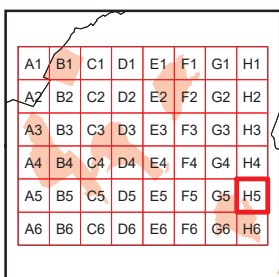 A1 B1 C1 D1 E1 F1 G1 H1
A2 B2 C2 D2 E2 F2 G2 H2
A3 B3 C3 D3 E3 F3 G3 H3
A4 B4 C4 D4 E4 F4 G4 H4
A5 B5 C5 D5 E5 F5 G5 H5
A6 B6 C6 D6 E6 F6 G6 H6